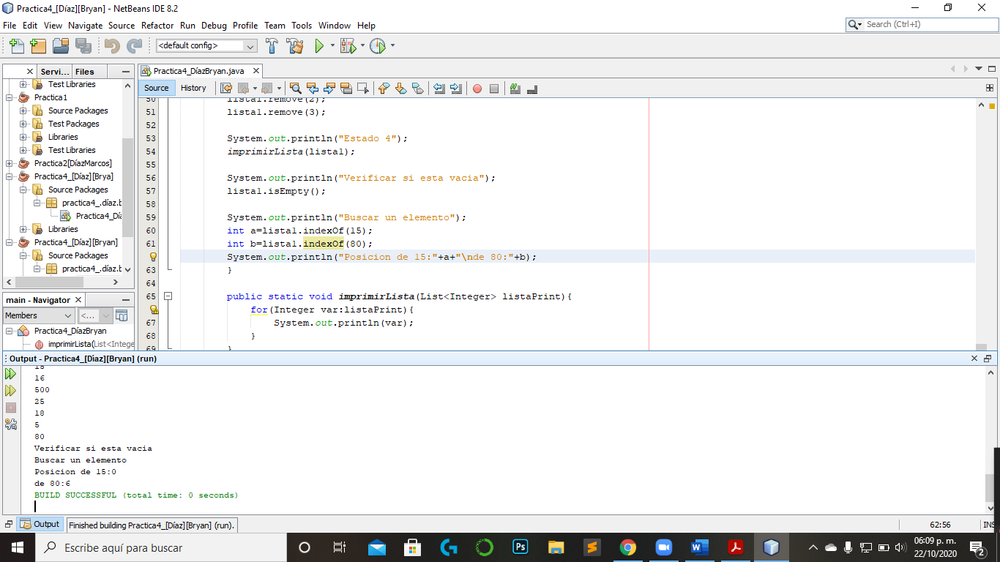 Practica4_[Díaz][Bryan] - NetBeans IDE 8.2
File Edit View Navigate Source Refactor Run Debug Profile Team Tools Window Help
Search (Ctrl+I)
<default config>
Servi... Files
Test Libraries
Practica1
Source Packages
Test Packages
Libraries
Test Libraries
Practica2[DíazMarcos]
Practica4_[Díaz][Brya]
Source Packages
practica4_.díaz.b
Practica4_Día
Libraries
Practica4_[Díaz][Bryan]
Source Packages
practica4_.díaz.b
main - Navigator
Members <...
Practica4_DíazBryan
imprimirLista(List<Intege
Practica4_DíazBryan.java
Source History
50 lista1.remove(2);
51 lista1.remove(3);
52
53 System.out.println("Estado 4");
54 imprimirLista(lista1);
55
56 System.out.println("Verificar si esta vacia");
57 lista1.isEmpty();
58
59 System.out.println("Buscar un elemento");
60 int a=lista1.indexOf(15);
61 int b=lista1.indexOf(80);
System.out.println("Posicion de 15:"+a+"\nde 80:"+b);
63 }
64
65 public static void imprimirLista(List<Integer> listaPrint){
for(Integer var:listaPrint){
67 System.out.println(var);
68 }
69 }
Output - Practica4_[Díaz][Bryan] (run)
15
16
500
25
18
5
80
Verificar si esta vacia
Buscar un elemento
Posicion de 15:0
de 80:6
BUILD SUCCESSFUL (total time: 0 seconds)
Output
Finished building Practica4_[Díaz][Bryan] (run).
62:56 INS
Escribe aquí para buscar
Ps
06:09 p. m.
22/10/2020
2